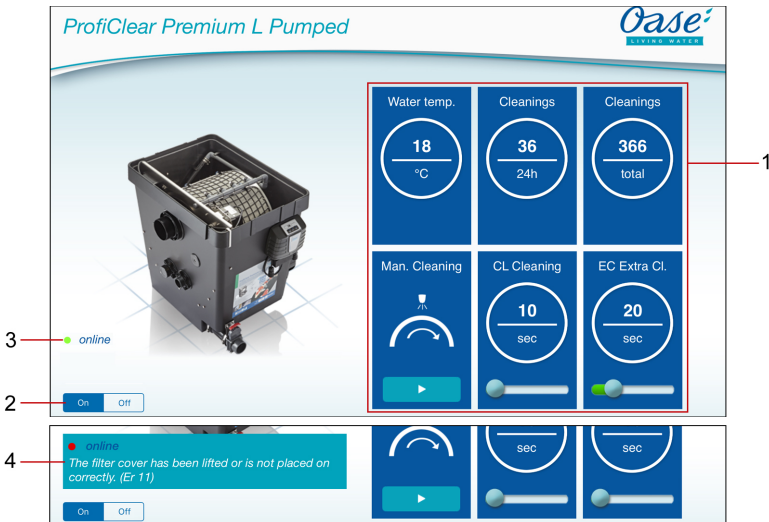 ProfiClear Premium L Pumped
Oase
LIVING WATER
Water temp.
18
°C
Cleanings
36
24h
Cleanings
366
total
1
Man. Cleaning
CL Cleaning
10
sec
EC Extra Cl.
20
sec
3
online
2
On Off
4
online
The filter cover has been lifted or is not placed on
correctly. (Er 11)
sec
sec
On Off